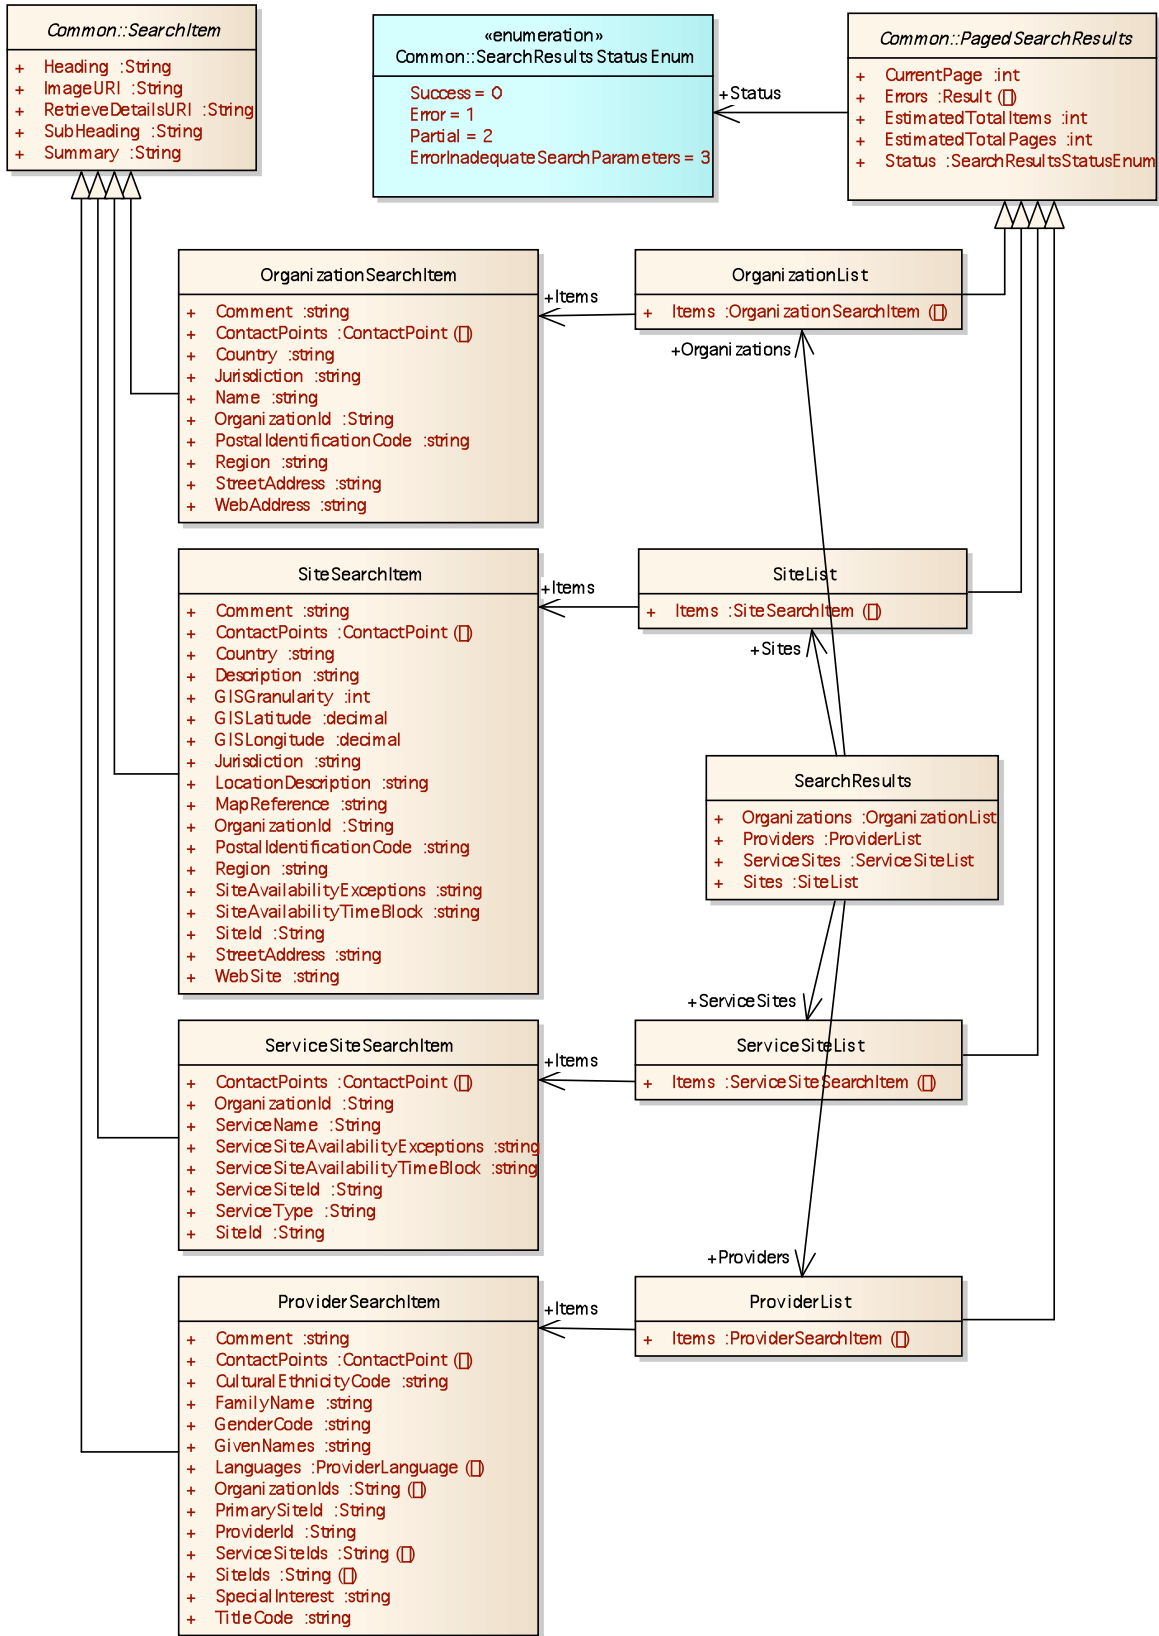 Common::SearchItem
+ Heading :String
+ ImageURI :String
+ RetrieveDetailsURI :String
+ SubHeading :String
+ Summary :String
«enumeration»
Common::SearchResultsStatusEnum
Success = 0
Error = 1
Partial = 2
ErrorInadequateSearchParameters = 3
+Status
Common::PagedSearchResults
+ CurrentPage :int
+ Errors :Result ([])
+ EstimatedTotalItems :int
+ EstimatedTotalPages :int
+ Status :SearchResultsStatusEnum
OrganizationSearchItem
+ Comment :string
+ ContactPoints :ContactPoint ([])
+ Country :string
+ Jurisdiction :string
+ Name :string
+ OrganizationId :String
+ PostalIdentificationCode :string
+ Region :string
+ StreetAddress :string
+ WebAddress :string
+Items
OrganizationList
+ Items :OrganizationSearchItem ([])
+Organizations
SiteSearchItem
+ Comment :string
+ ContactPoints :ContactPoint ([])
+ Country :string
+ Description :string
+ GISGranularity :int
+ GISLatitude :decimal
+ GISLongitude :decimal
+ Jurisdiction :string
+ LocationDescription :string
+ MapReference :string
+ OrganizationId :String
+ PostalIdentificationCode :string
+ Region :string
+ SiteAvailabilityExceptions :string
+ SiteAvailabilityTimeBlock :string
+ SiteId :String
+ StreetAddress :string
+ WebSite :string
+Items
SiteList
+ Items :SiteSearchItem ([])
+Sites
SearchResults
+ Organizations :OrganizationList
+ Providers :ProviderList
+ ServiceSites :ServiceSiteList
+ Sites :SiteList
+ServiceSites
ServiceSiteSearchItem
+ ContactPoints :ContactPoint ([])
+ OrganizationId :String
+ ServiceName :String
+ ServiceSiteAvailabilityExceptions :string
+ ServiceSiteAvailabilityTimeBlock :string
+ ServiceSiteId :String
+ ServiceType :String
+ SiteId :String
+Items
ServiceSiteList
+ Items :ServiceSiteSearchItem ([])
+Providers
ProviderSearchItem
+ Comment :string
+ ContactPoints :ContactPoint ([])
+ CulturalEthnicityCode :string
+ FamilyName :string
+ GenderCode :string
+ GivenNames :string
+ Languages :ProviderLanguage ([])
+ OrganizationIds :String ([])
+ PrimarySiteId :String
+ ProviderId :String
+ ServiceSiteIds :String ([])
+ SiteIds :String ([])
+ SpecialInterest :string
+ TitleCode :string
+Items
ProviderList
+ Items :ProviderSearchItem ([])